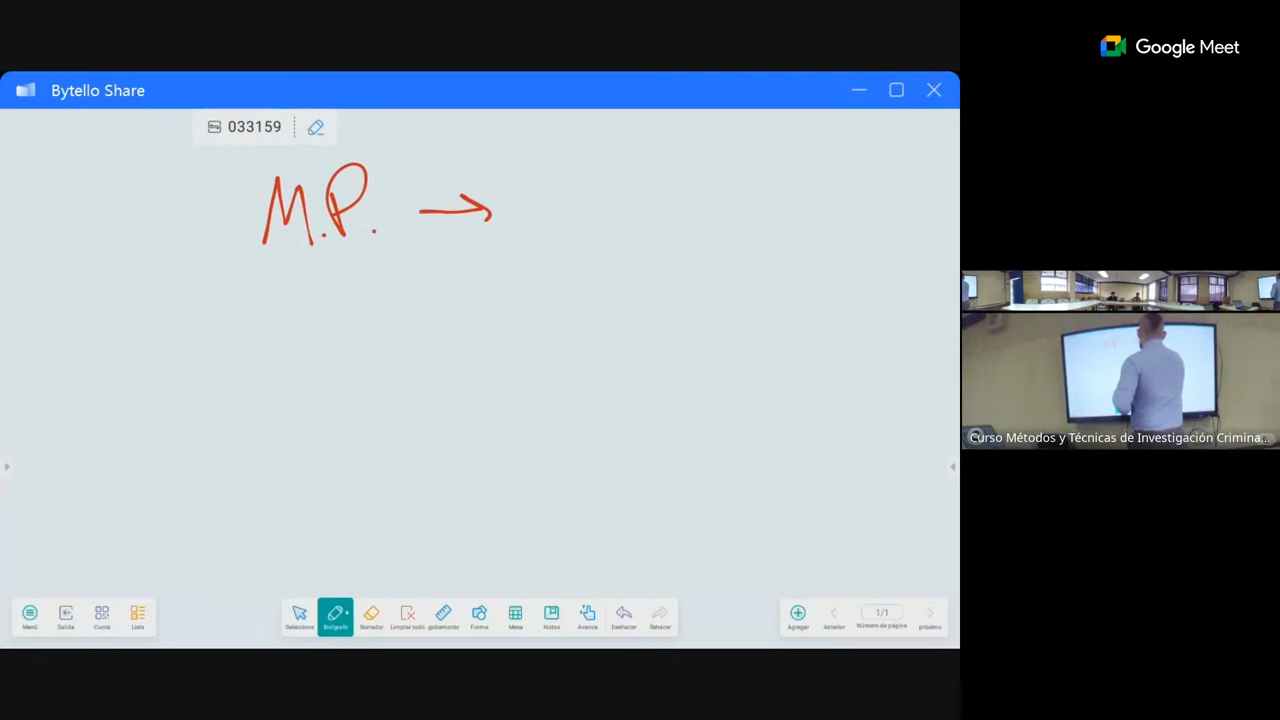 Google Meet
Bytello Share
033159
M.P. →
Curso Métodos y Técnicas de Investigación Crimina...
Menú
Salida
Cuota
Lista
Seleccione
Bolígrafo
Borrador
Limpiar todo
gobernante
Forma
Mesa
Notas
Avance
Deshacer
Rehacer
Agregar
Anterior
1/1
Número de página
próximo